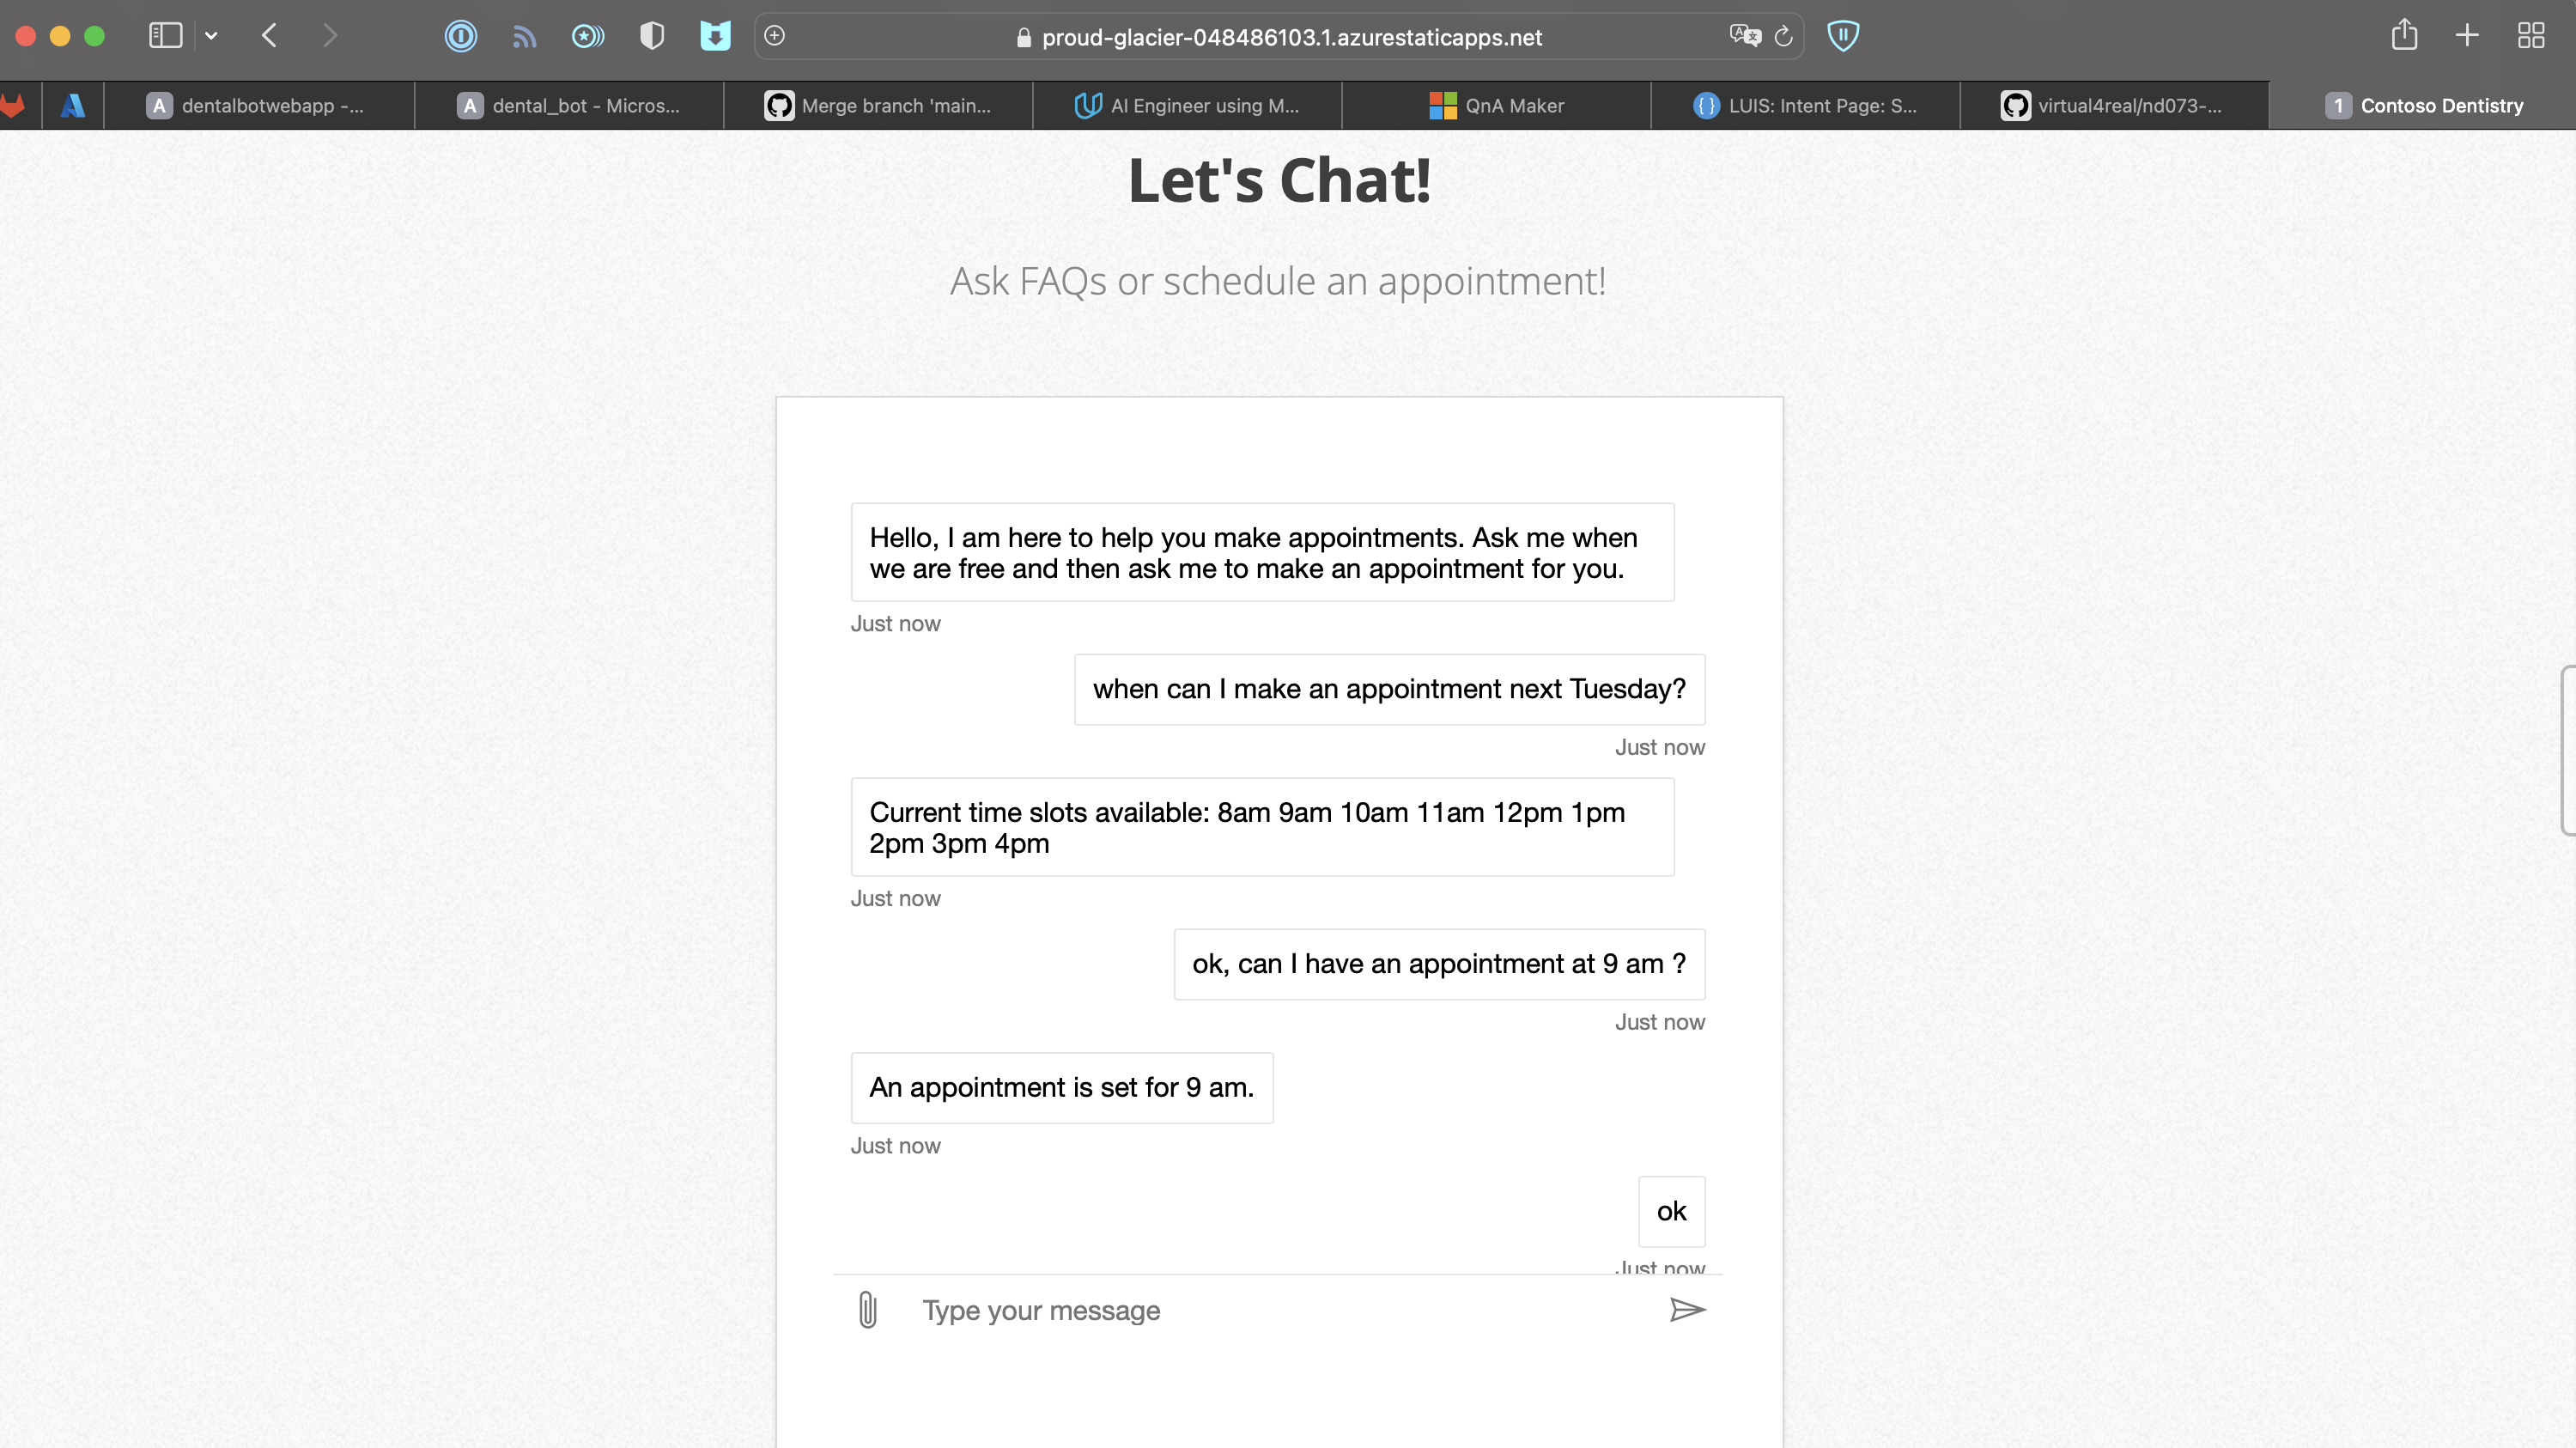 proud-glacier-048486103.1.azurestaticapps.net
A dentalbotwebapp -...
A dental_bot - Micros...
Merge branch 'main...
AI Engineer using M...
QnA Maker
LUIS: Intent Page: S...
virtual4real/nd073-...
1 Contoso Dentistry
Let's Chat!
Ask FAQs or schedule an appointment!
Hello, I am here to help you make appointments. Ask me when
we are free and then ask me to make an appointment for you.
Just now
when can I make an appointment next Tuesday?
Just now
Current time slots available: 8am 9am 10am 11am 12pm 1pm
2pm 3pm 4pm
Just now
ok, can I have an appointment at 9 am ?
Just now
An appointment is set for 9 am.
Just now
ok
Just now
Type your message